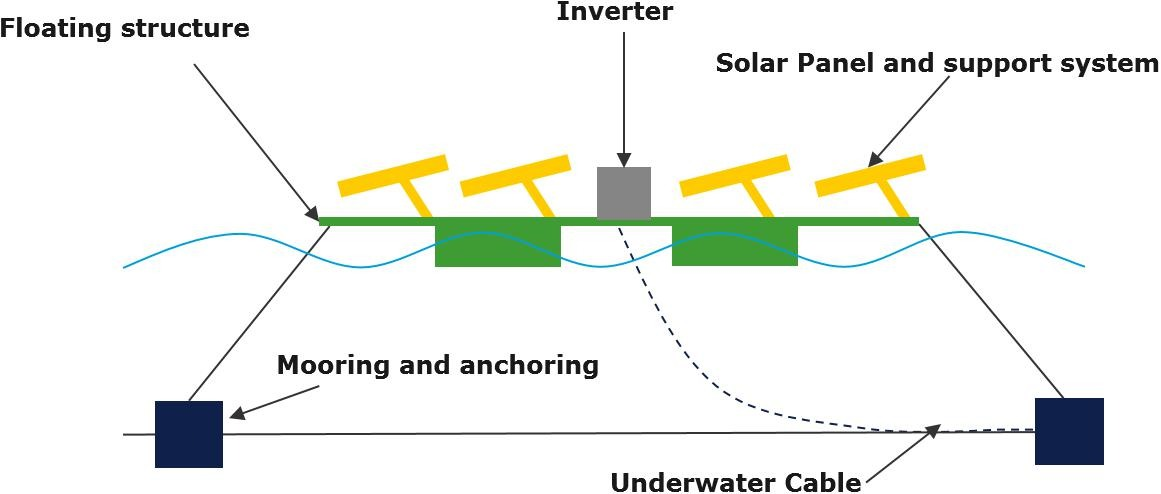 Inverter
Floating structure
Solar Panel and support system
Mooring and anchoring
Underwater Cable